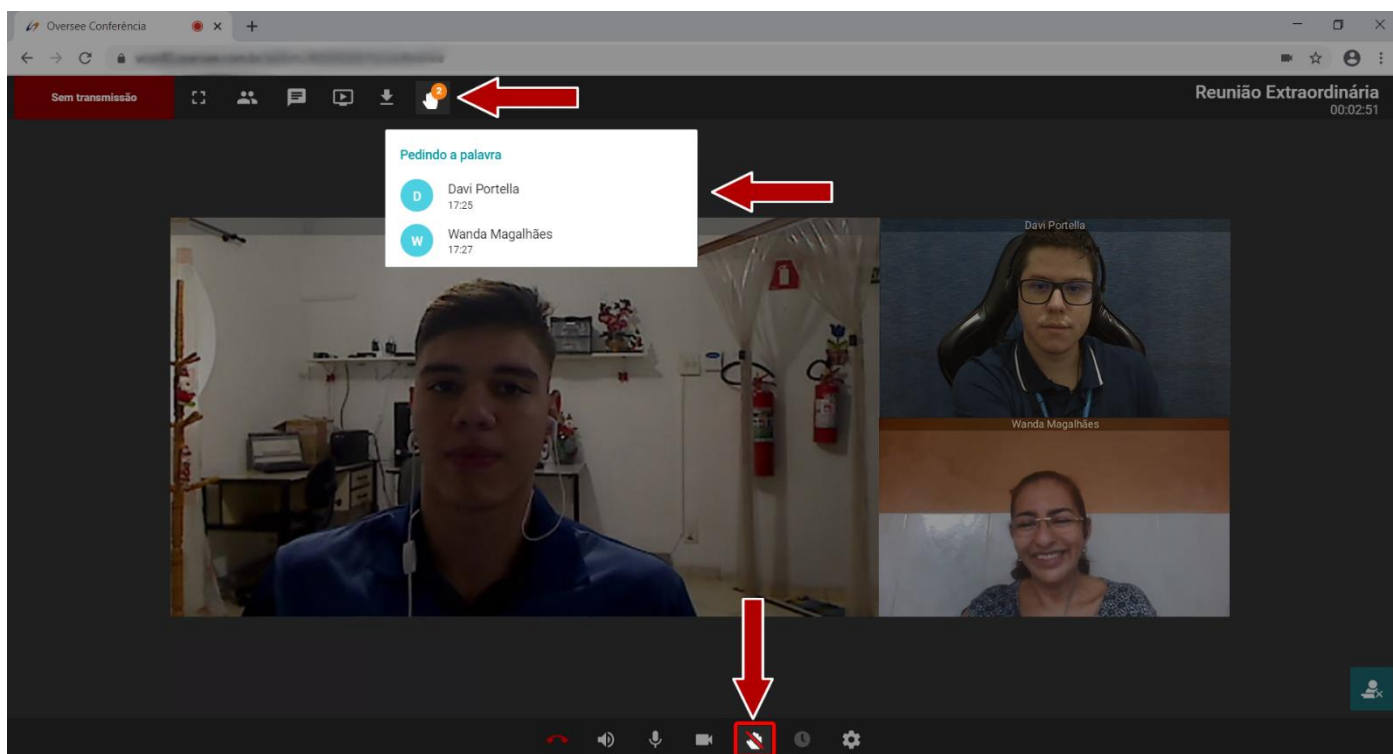 Oversee Conferência
Sem transmissão
2
Reunião Extraordinária
00:02:51
Pedindo a palavra
D
Davi Portella
17:25
W
Wanda Magalhães
17:27
Davi Portella
Wanda Magalhães